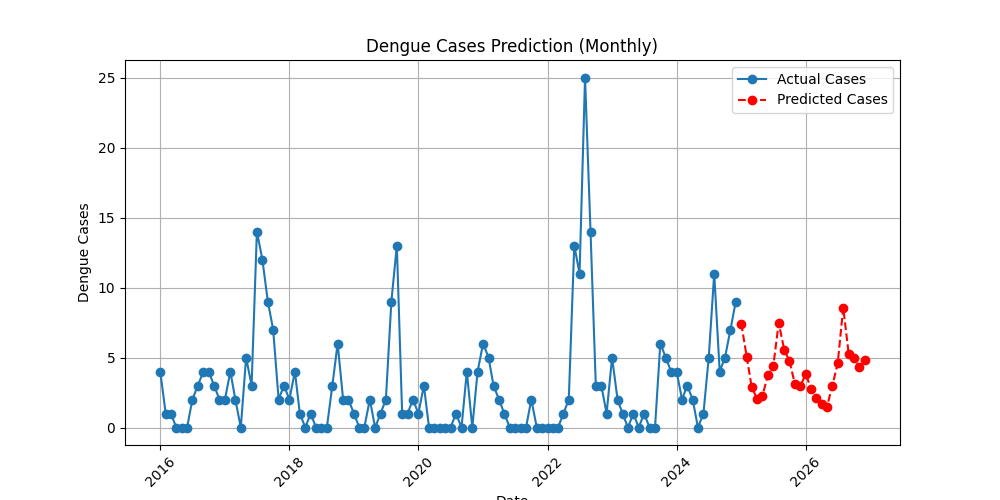 Dengue Cases Prediction (Monthly)
Actual Cases
Predicted Cases
25
20
15
10
5
0
Dengue Cases
2016
2018
2020
2022
2024
2026
Date